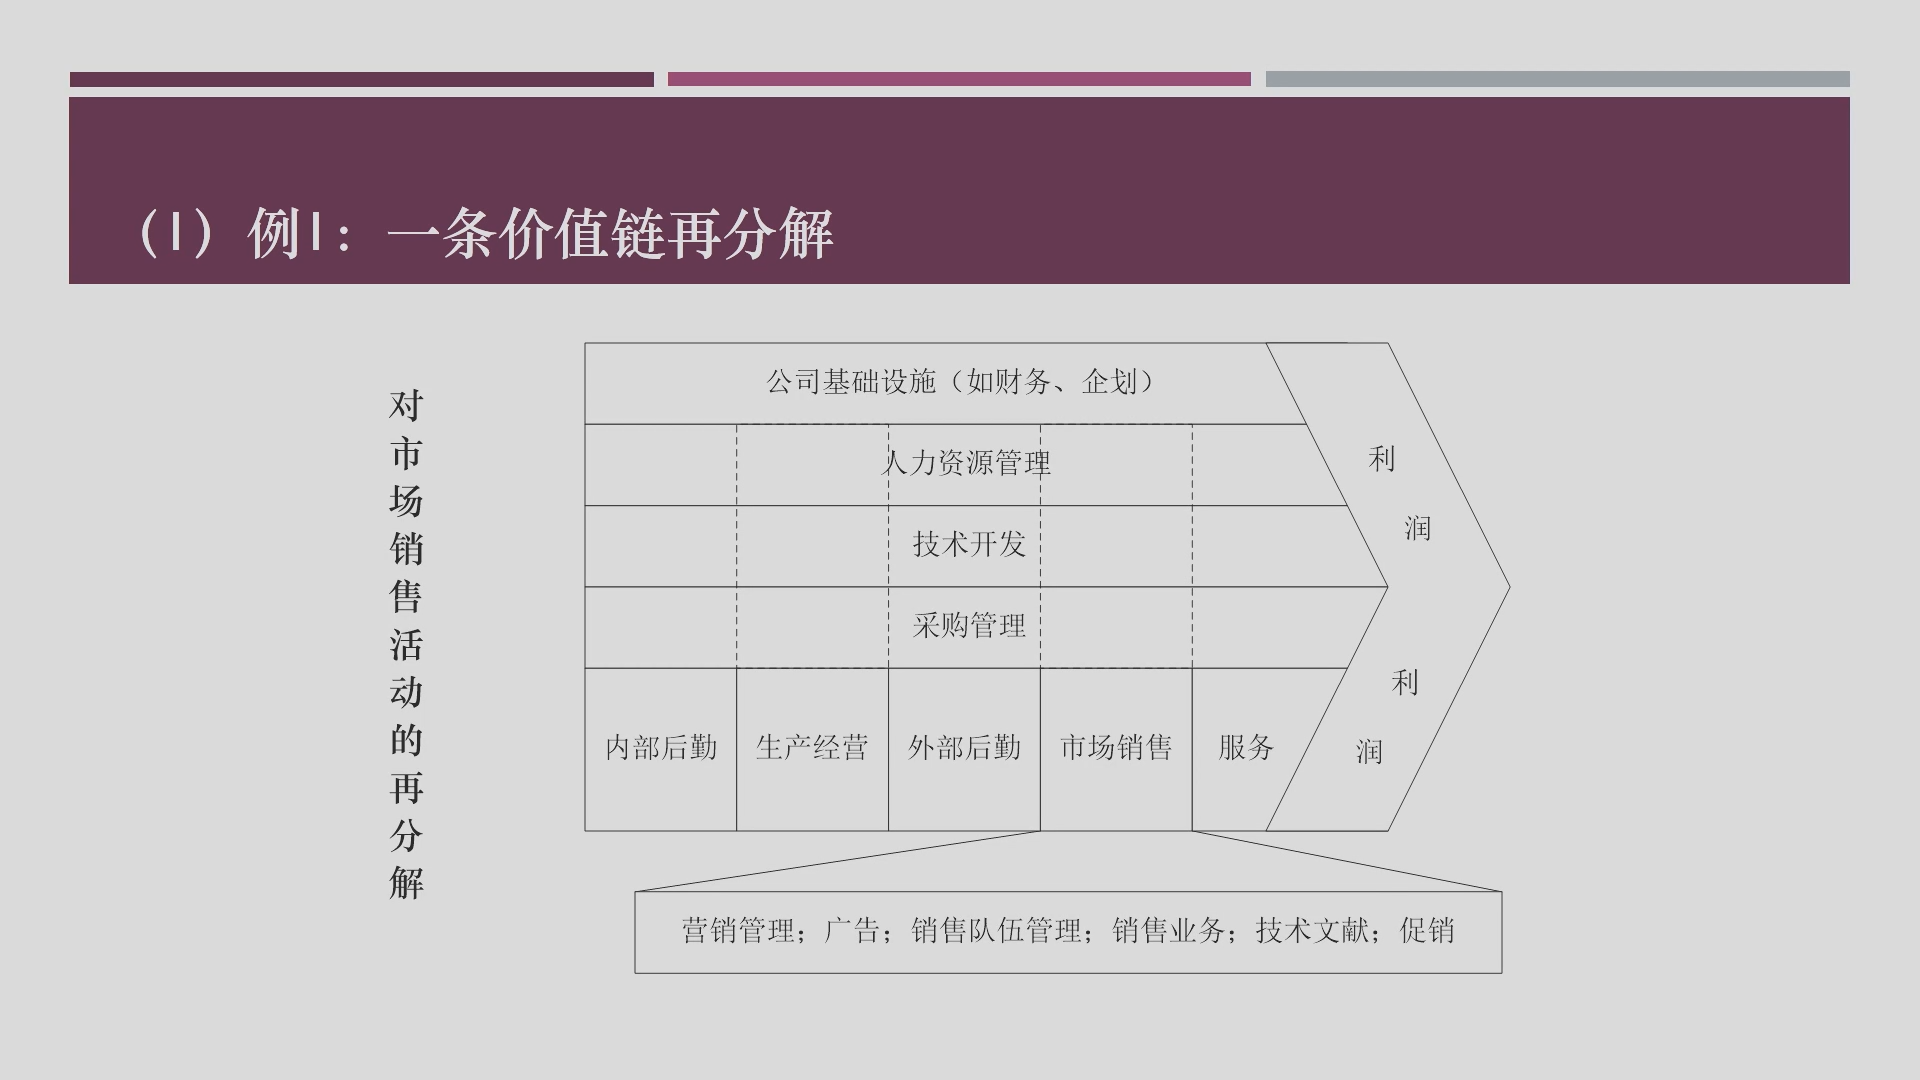 （1）例1：一条价值链再分解
对市场销售活动的再分解
公司基础设施（如财务、企划）
人力资源管理
技术开发
采购管理
内部后勤
生产经营
外部后勤
市场销售
服务
利润
利润
营销管理；广告；销售队伍管理；销售业务；技术文献；促销